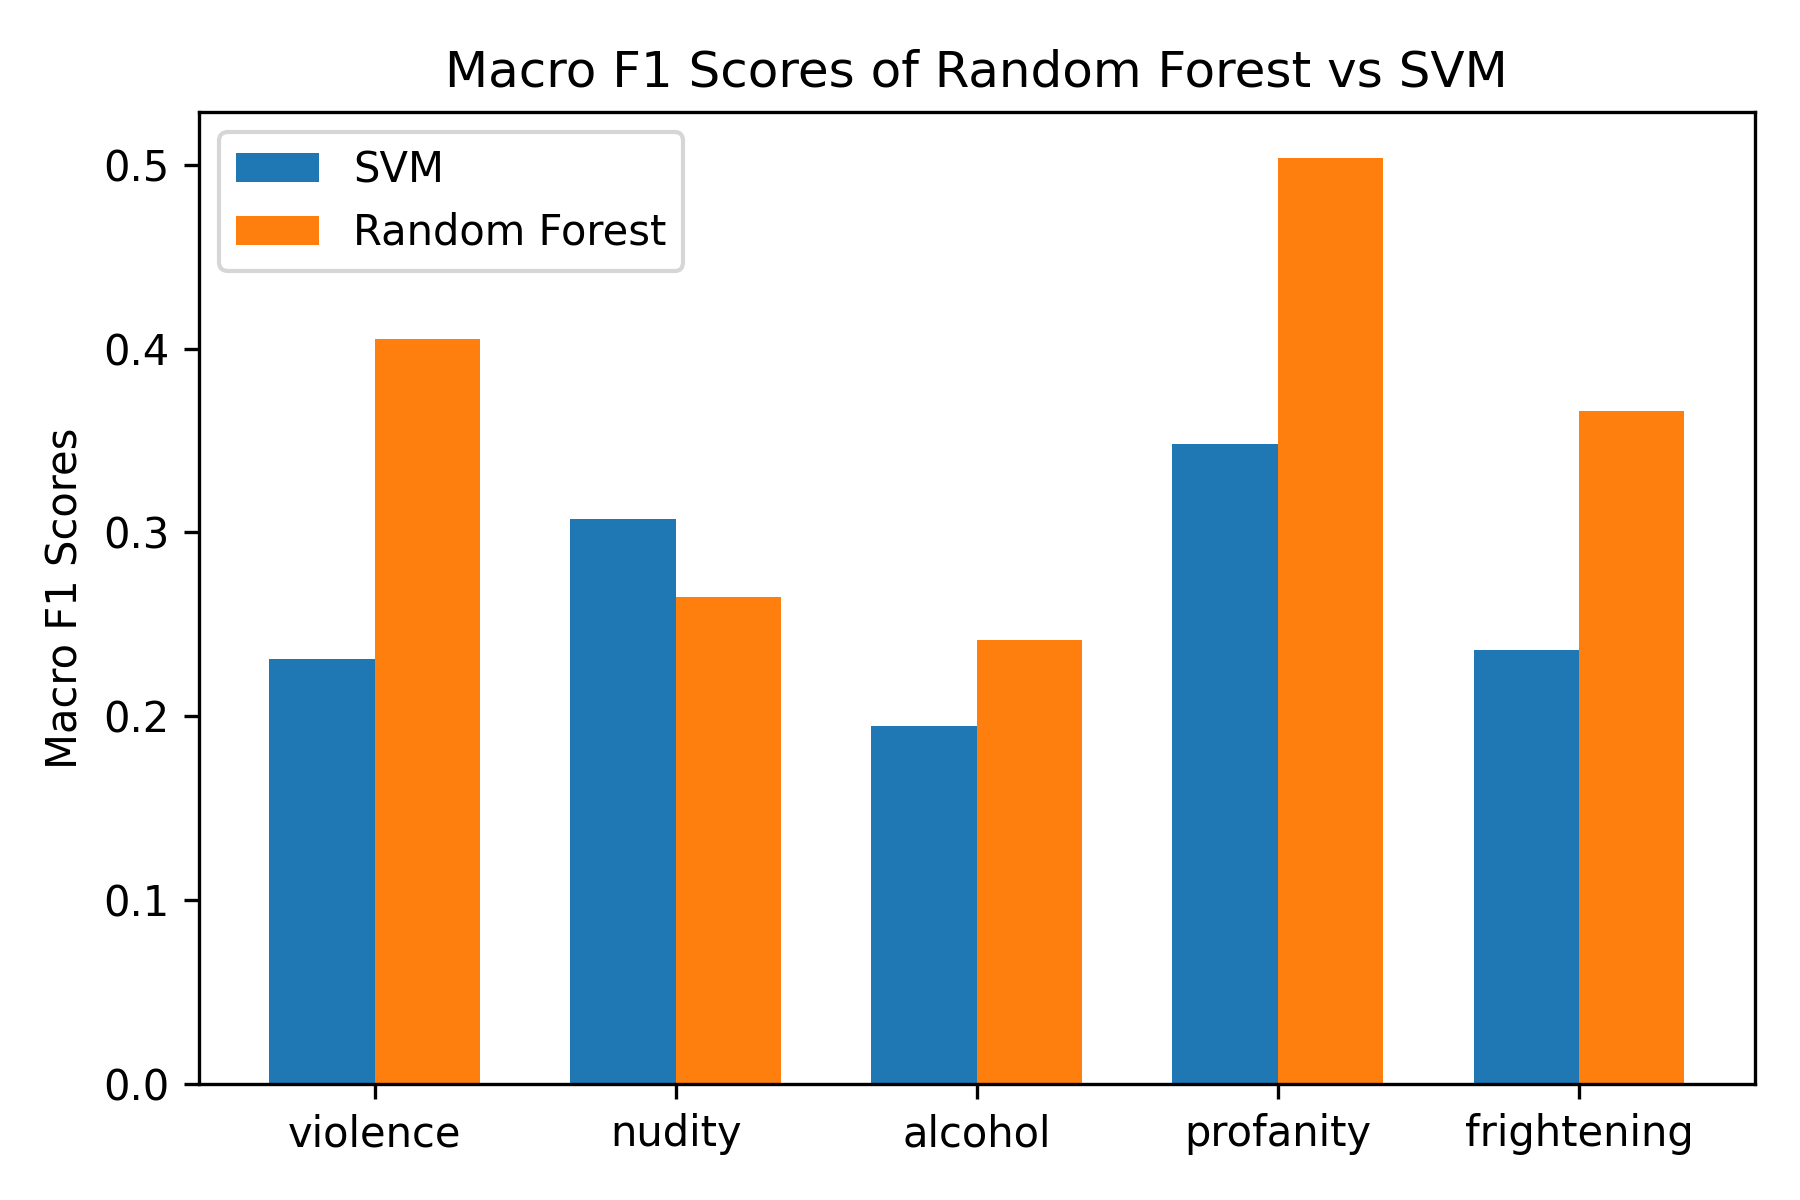 Macro F1 Scores of Random Forest vs SVM
SVM
Random Forest
Macro F1 Scores
0.5
0.4
0.3
0.2
0.1
0.0
violence nudity alcohol profanity frightening